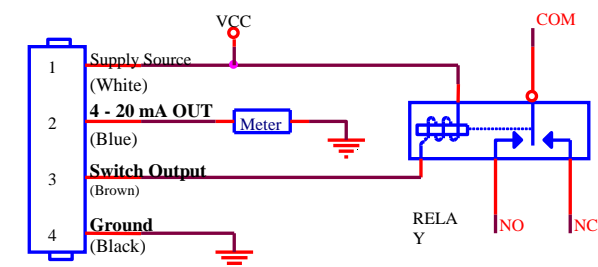 VCC
COM
1
Supply Source
(White)
2
4 - 20 mA OUT
Meter
(Blue)
3
Switch Output
(Brown)
4
Ground
(Black)
RELA
Y
NO
NC